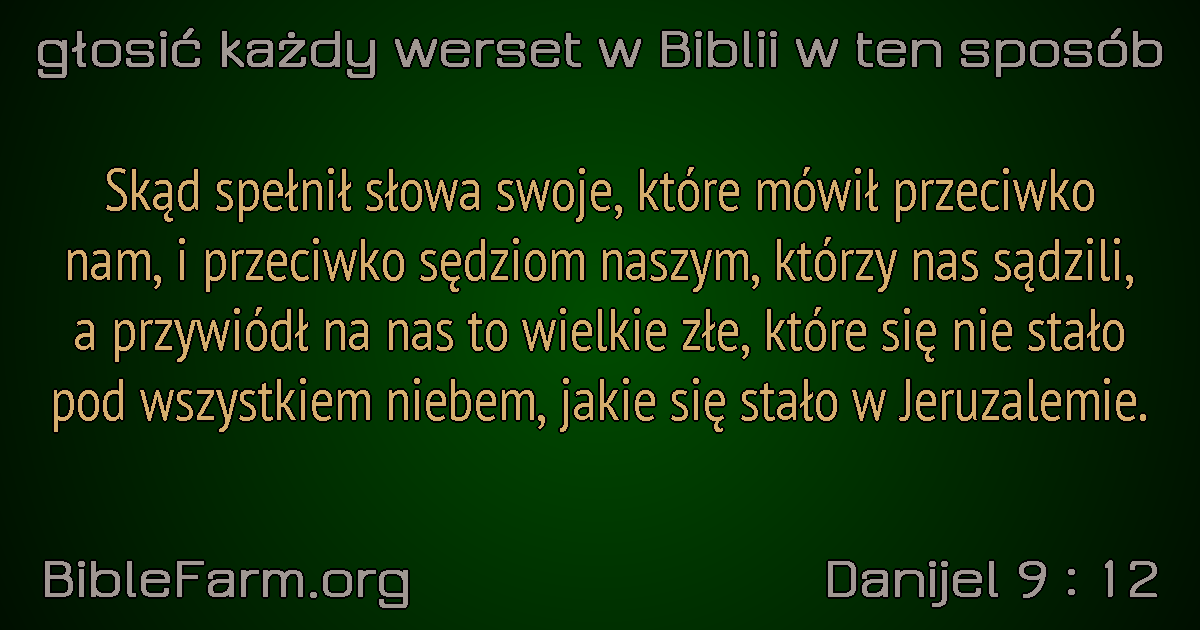 głosić każdy werset w Biblii w ten sposób
Skąd spełnił słowa swoje, które mówił przeciwko
nam, i przeciwko sędziom naszym, którzy nas sądzili,
a przywiódł na nas to wielkie złe, które się nie stało
pod wszystkiem niebem, jakie się stało w Jeruzalemie.
BibleFarm.org
Danijel 9 : 12